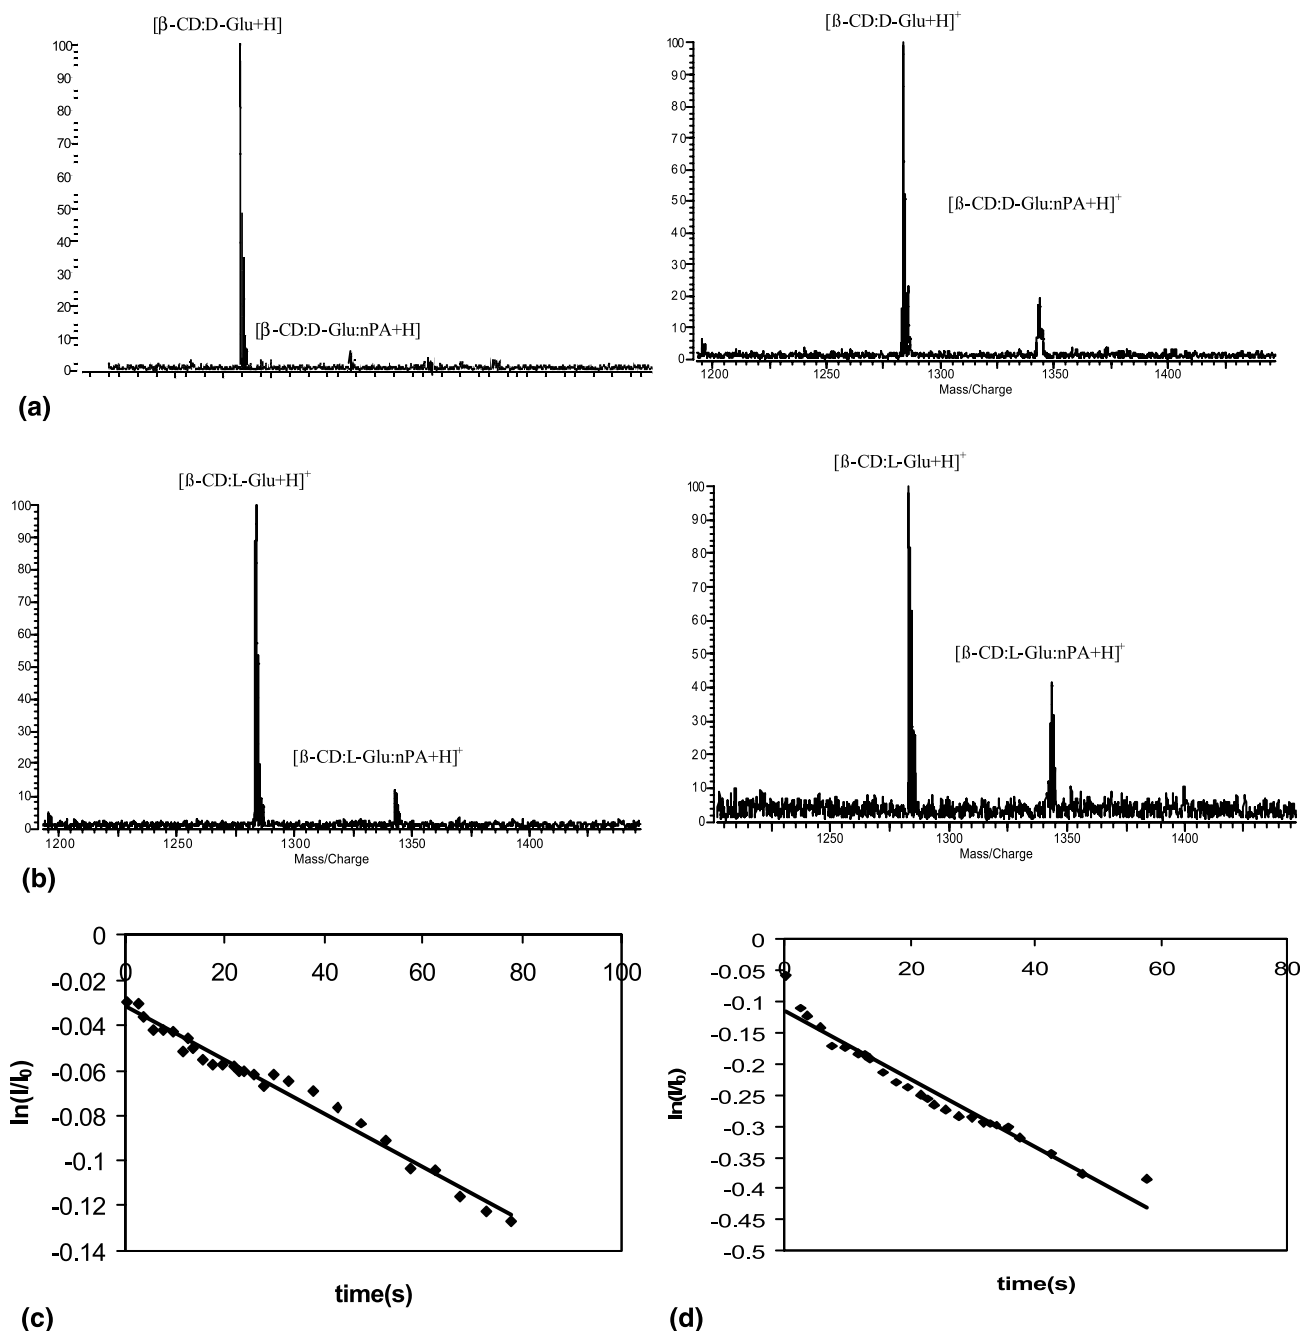 [β-CD:D-Glu+H]
100
90
80
70
60
50
40
30
20
10
0
[β-CD:D-Glu:nPA+H]
(a)
[ß-CD:D-Glu+H]+
100
90
80
70
60
50
40
30
20
10
0
[ß-CD:D-Glu:nPA+H]+
1200 1250 1300 1350 1400
Mass/Charge
[ß-CD:L-Glu+H]+
100
90
80
70
60
50
40
30
20
10
0
[ß-CD:L-Glu:nPA+H]+
1200 1250 1300 1350 1400
Mass/Charge
(b)
[ß-CD:L-Glu+H]+
100
90
80
70
60
50
40
30
20
10
0
[ß-CD:L-Glu:nPA+H]+
1200 1250 1300 1350 1400
Mass/Charge
0
-0.02
-0.04
-0.06
-0.08
-0.1
-0.12
-0.14
0 20 40 60 80 100
ln(I/I0)
time(s)
(c)
0
-0.05
-0.1
-0.15
-0.2
-0.25
-0.3
-0.35
-0.4
-0.45
-0.5
0 20 40 60 80
ln(I/I0)
time(s)
(d)